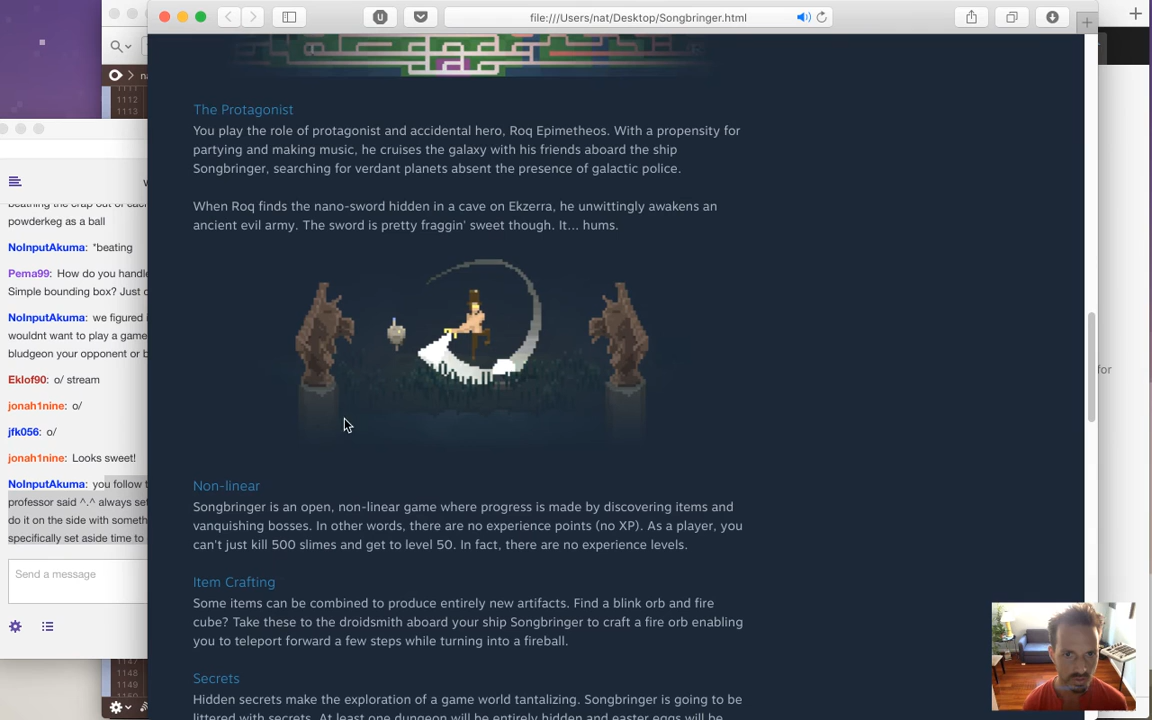 file:///Users/nat/Desktop/Songbringer.html
na
1111
1112
1113
The Protagonist
You play the role of protagonist and accidental hero, Roq Epimetheos. With a propensity for
partying and making music, he cruises the galaxy with his friends aboard the ship
Songbringer, searching for verdant planets absent the presence of galactic police.
When Roq finds the nano-sword hidden in a cave on Ekzerra, he unwittingly awakens an
ancient evil army. The sword is pretty fraggin' sweet though. It... hums.
Non-linear
Songbringer is an open, non-linear game where progress is made by discovering items and
vanquishing bosses. In other words, there are no experience points (no XP). As a player, you
can't just kill 500 slimes and get to level 50. In fact, there are no experience levels.
Item Crafting
Some items can be combined to produce entirely new artifacts. Find a blink orb and fire
cube? Take these to the droidsmith aboard your ship Songbringer to craft a fire orb enabling
you to teleport forward a few steps while turning into a fireball.
Secrets
Hidden secrets make the exploration of a game world tantalizing. Songbringer is going to be
littered with secrets. At least one dungeon will be entirely hidden and easter eggs will be
beathing the crap out of each
powderkeg as a ball
NoInputAkuma: *beating
Pema99: How do you handle
Simple bounding box? Just c
NoInputAkuma: we figured i
wouldnt want to play a game
bludgeon your opponent or b
Eklof90: o/ stream
jonah1nine: o/
jfk056: o/
jonah1nine: Looks sweet!
NoInputAkuma: you follow t
professor said ^.^ always set
do it on the side with someth
specifically set aside time to
Send a message
for
1147
1148
1149